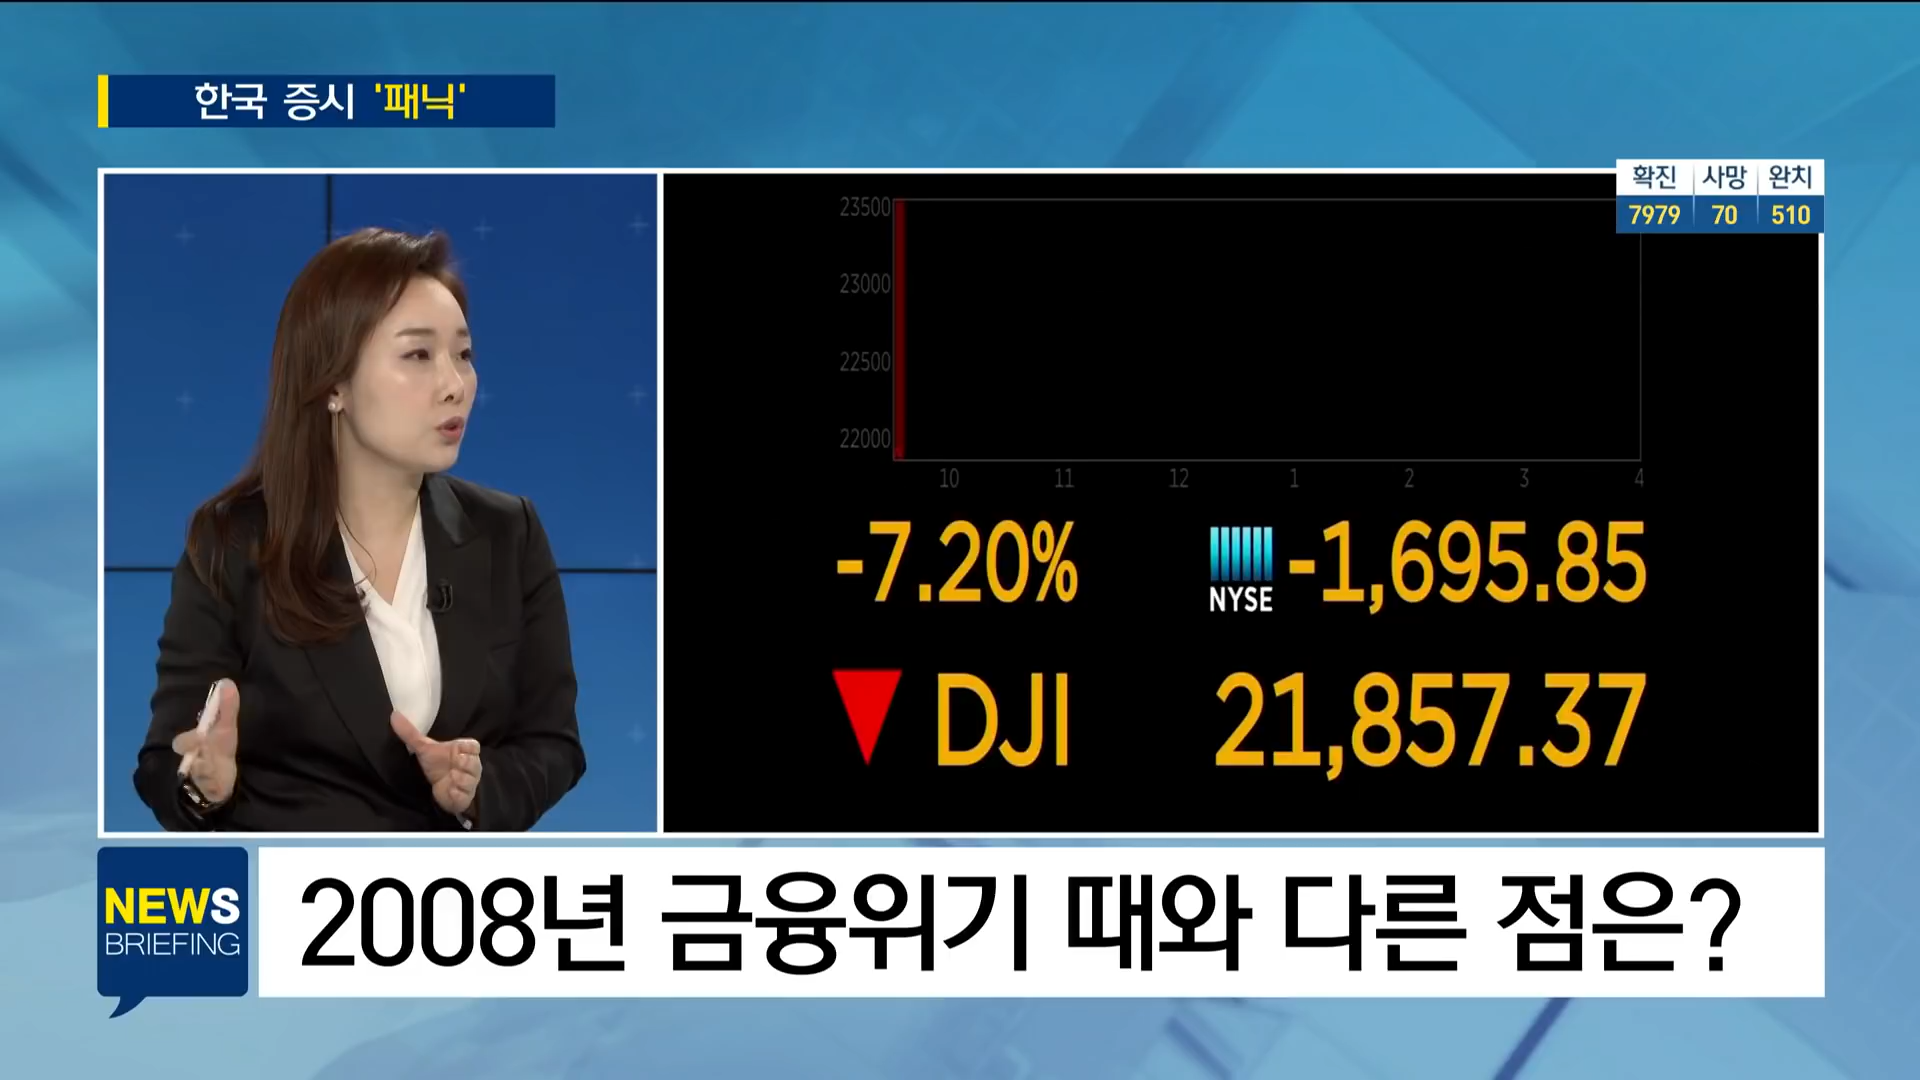 한국 증시 '패닉'
확진 사망 완치
7979 70 510
23500
23000
22500
22000
10 11 12 1 2 3 4
-7.20% NYSE -1,695.85
DJI 21,857.37
NEWS
BRIEFING
2008년 금융위기 때와 다른 점은?